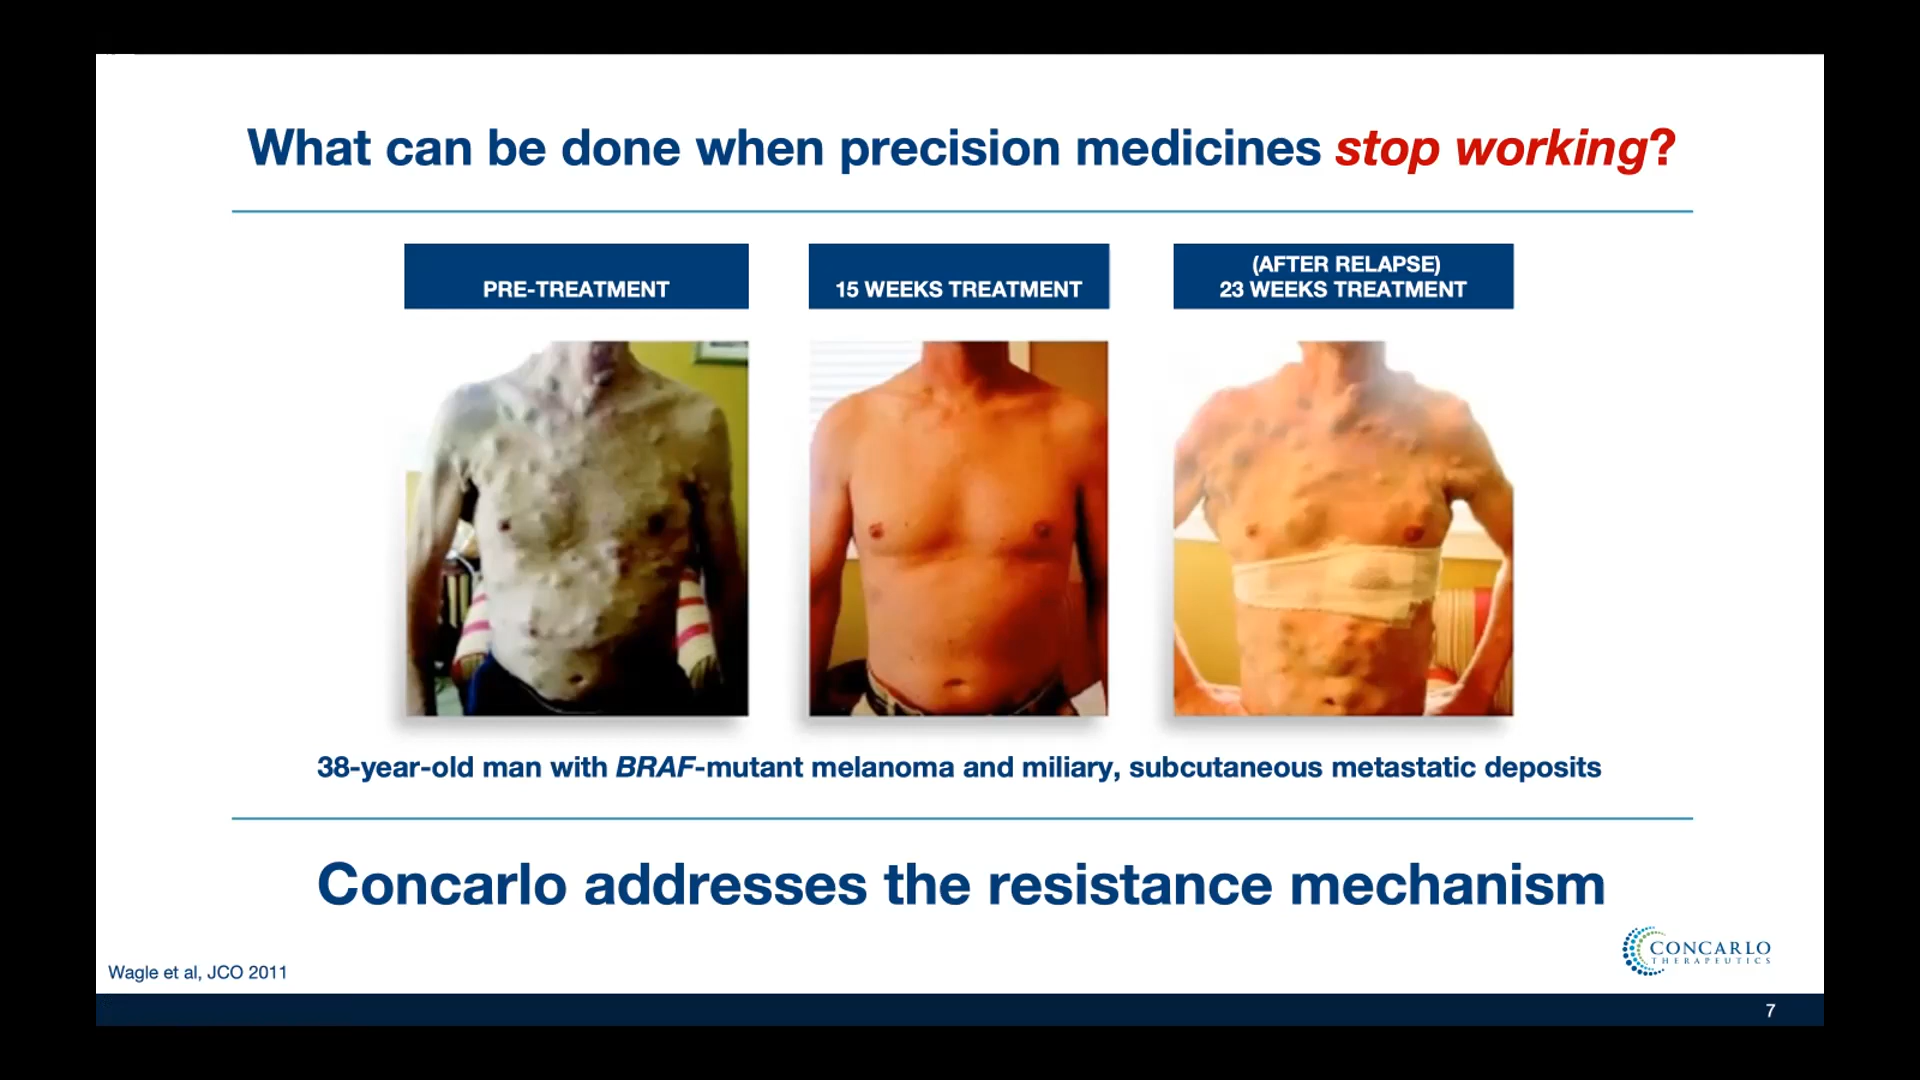 What can be done when precision medicines stop working?
PRE-TREATMENT
15 WEEKS TREATMENT
(AFTER RELAPSE)
23 WEEKS TREATMENT
38-year-old man with BRAF-mutant melanoma and miliary, subcutaneous metastatic deposits
Concarlo addresses the resistance mechanism
CONCARLO
THERAPEUTICS
Wagle et al, JCO 2011
7